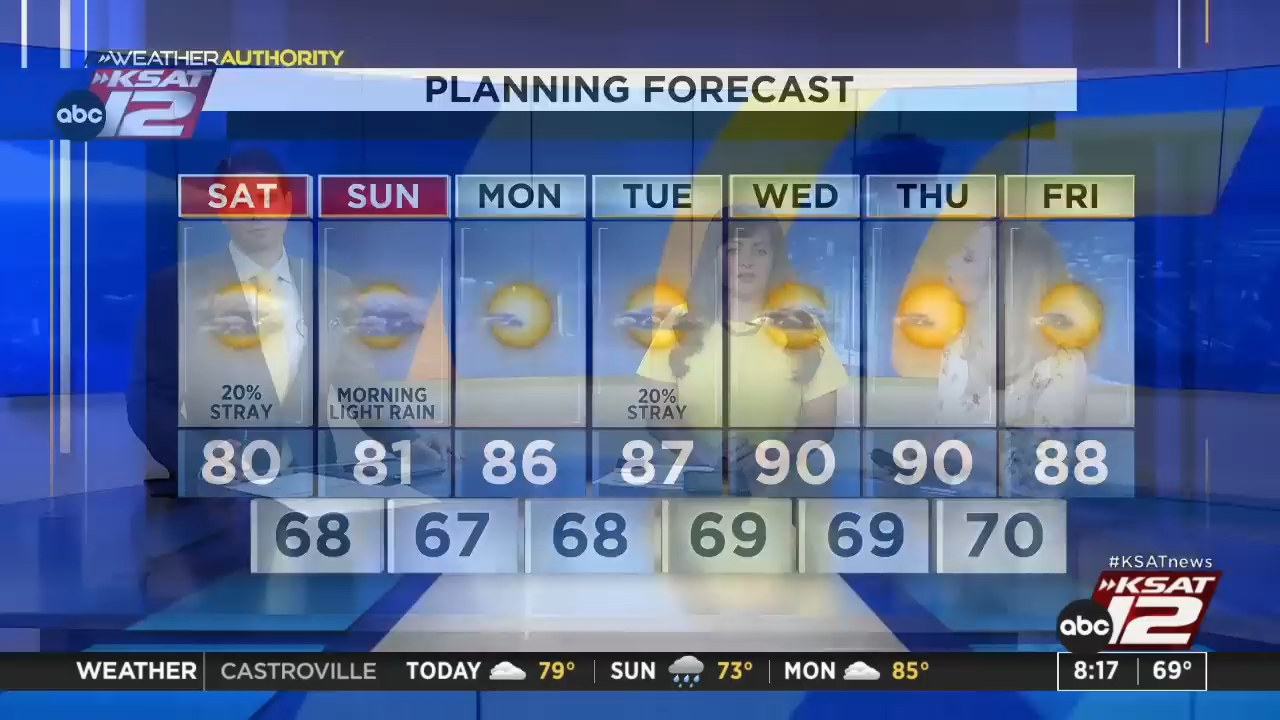 »WEATHERAUTHORITY
»KSAT
abc 12
PLANNING FORECAST
SAT SUN MON TUE WED THU FRI
20% STRAY
MORNING LIGHT RAIN
20% STRAY
80 81 86 87 90 90 88
68 67 68 69 69 70
#KSATnews
»KSAT
abc 12
WEATHER CASTROVILLE TODAY 79° SUN 73° MON 85° 8:17 69°